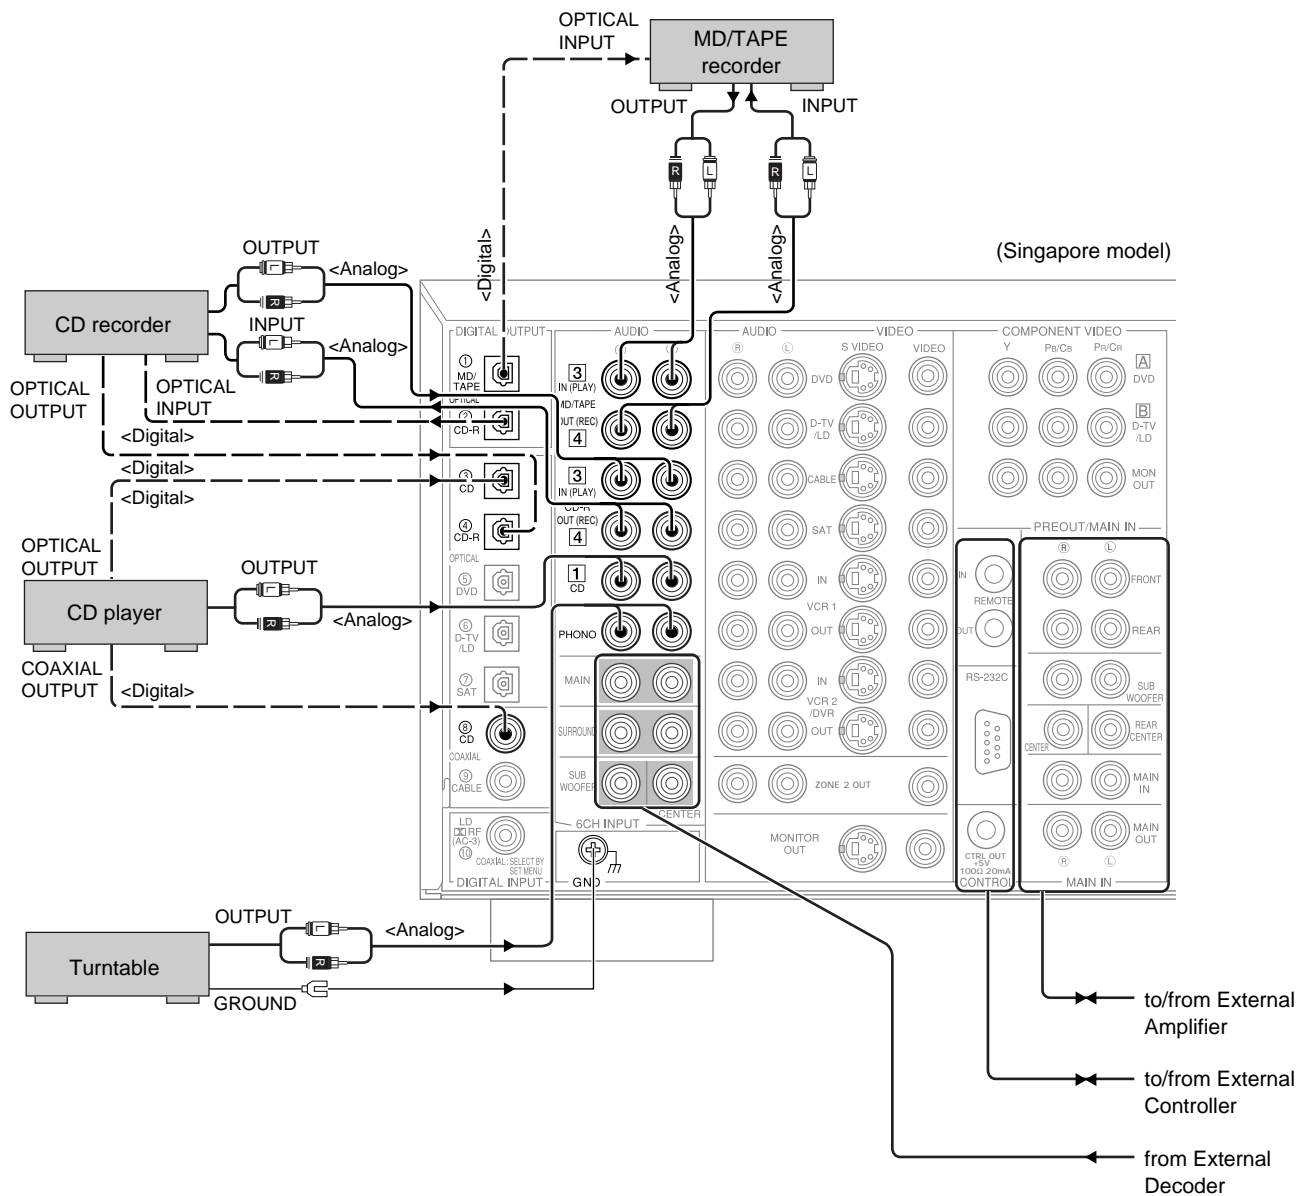 OPTICAL
INPUT
MD/TAPE
recorder
OUTPUT
INPUT
R
L
R
L
<Digital>
<Analog>
<Analog>
(Singapore model)
OUTPUT
L
R
<Analog>
CD recorder
INPUT
L
R
<Analog>
OPTICAL
OUTPUT
OPTICAL
INPUT
<Digital>
<Digital>
<Digital>
OPTICAL
OUTPUT
CD player
OUTPUT
L
R
<Analog>
COAXIAL
OUTPUT
<Digital>
DIGITAL OUTPUT
① MD/
TAPE
OPTICAL
② CD-R
③ CD
④ CD-R
OPTICAL
⑤ DVD
⑥ D-TV
/LD
⑦ SAT
⑧ CD
COAXIAL
⑨ CABLE
LD
RF
(AC-3)
⑩
COAXIAL : SELECT BY
SET MENU
DIGITAL INPUT
AUDIO
3
IN (PLAY)
MD/TAPE
OUT (REC)
4
3
IN (PLAY)
CD-R
OUT (REC)
4
1
CD
PHONO
MAIN
SURROUND
SUB
WOOFER
CENTER
6CH INPUT
GND
AUDIO
R
L
VIDEO
S VIDEO
VIDEO
DVD
D-TV
/LD
CABLE
SAT
IN
VCR 1
OUT
IN
VCR 2
/DVR
OUT
ZONE 2 OUT
MONITOR
OUT
COMPONENT VIDEO
Y
PB/CB
PR/CR
A
DVD
B
D-TV
/LD
MON
OUT
IN
REMOTE
OUT
RS-232C
CTRL OUT
+5V
100Ω 20mA
CONTROL
PREOUT/MAIN IN
R
L
FRONT
REAR
SUB
WOOFER
CENTER
REAR
CENTER
MAIN
IN
MAIN
OUT
R
L
MAIN IN
Turntable
OUTPUT
L
R
<Analog>
GROUND
to/from External
Amplifier
to/from External
Controller
from External
Decoder